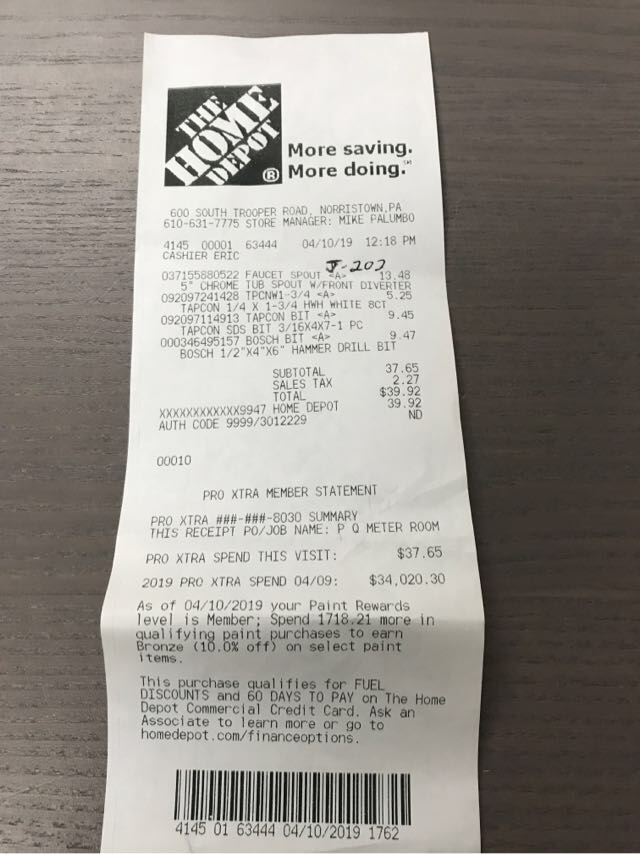 THE
HOME
DEPOT
®
More saving.
More doing.℠
600 SOUTH TROOPER ROAD, NORRISTOWN,PA
610-631-7775 STORE MANAGER: MIKE PALUMBO
4145 00001 63444 04/10/19 12:18 PM
CASHIER ERIC
J-202
037155880522 FAUCET SPOUT <A> 13.48
5" CHROME TUB SPOUT W/FRONT DIVERTER
092097241428 TPCNW1-3/4 <A> 5.25
TAPCON 1/4 X 1-3/4 HWH WHITE 8CT
092097114913 TAPCON BIT <A> 9.45
TAPCON SDS BIT 3/16X4X7-1 PC
000346495157 BOSCH BIT <A> 9.47
BOSCH 1/2"X4"X6" HAMMER DRILL BIT
SUBTOTAL 37.65
SALES TAX 2.27
TOTAL $39.92
XXXXXXXXXXXX9947 HOME DEPOT 39.92
AUTH CODE 9999/3012229 ND
00010
PRO XTRA MEMBER STATEMENT
PRO XTRA ###-###-8030 SUMMARY
THIS RECEIPT PO/JOB NAME: P Q METER ROOM
PRO XTRA SPEND THIS VISIT: $37.65
2019 PRO XTRA SPEND 04/09: $34,020.30
As of 04/10/2019 your Paint Rewards
level is Member; Spend 1718.21 more in
qualifying paint purchases to earn
Bronze (10.0% off) on select paint
items.
This purchase qualifies for FUEL
DISCOUNTS and 60 DAYS TO PAY on The Home
Depot Commercial Credit Card. Ask an
Associate to learn more or go to
homedepot.com/financeoptions.
4145 01 63444 04/10/2019 1762